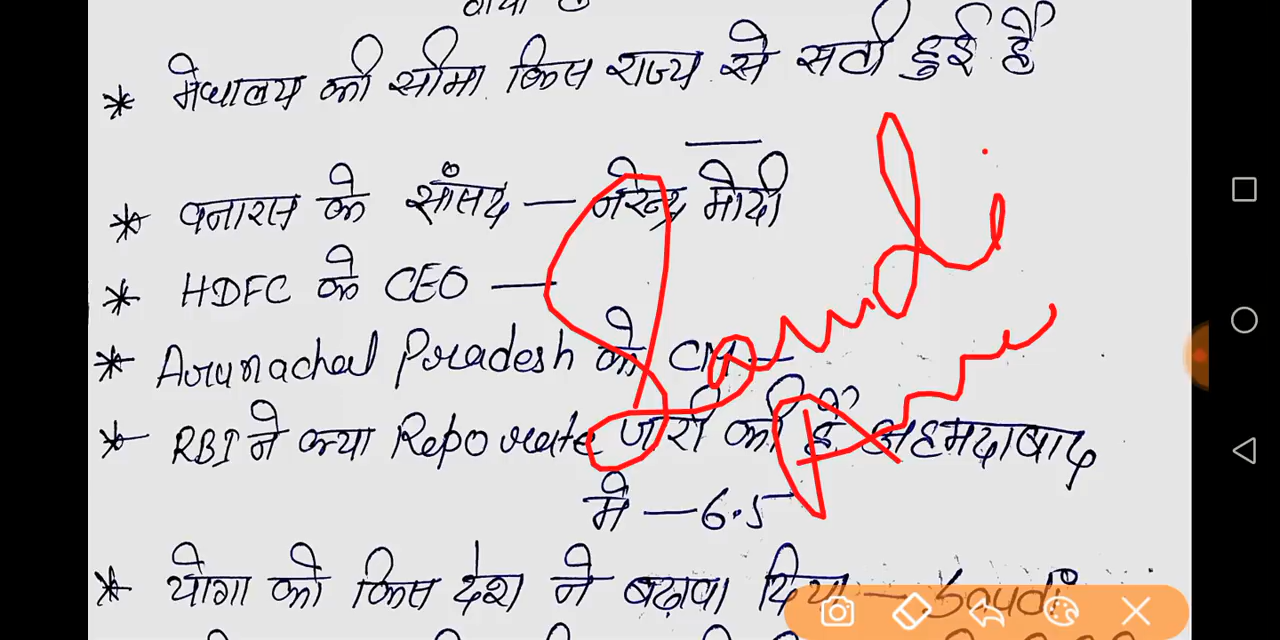 * मेघालय की सीमा किस राज्य से सटी हुई है
* वनारस के सांसद — नरेन्द्र मोदी
* HDFC के CEO —
* Arunachal Pradesh के CM —
* RBI ने क्या Repo rate जारी की है अहमदाबाद
में — 6.5
* योगा को किस देश ने बढ़ावा दिया — Saudi
Saudi